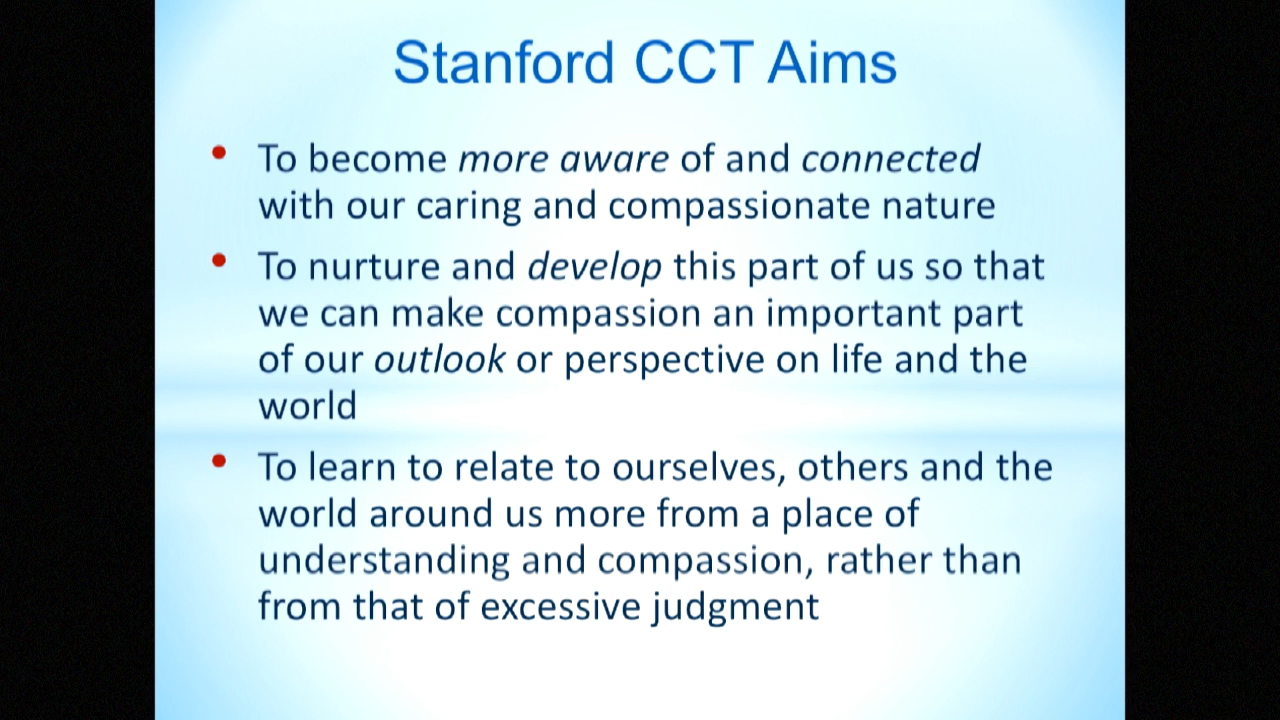 Stanford CCT Aims
• To become more aware of and connected
with our caring and compassionate nature
• To nurture and develop this part of us so that
we can make compassion an important part
of our outlook or perspective on life and the
world
• To learn to relate to ourselves, others and the
world around us more from a place of
understanding and compassion, rather than
from that of excessive judgment